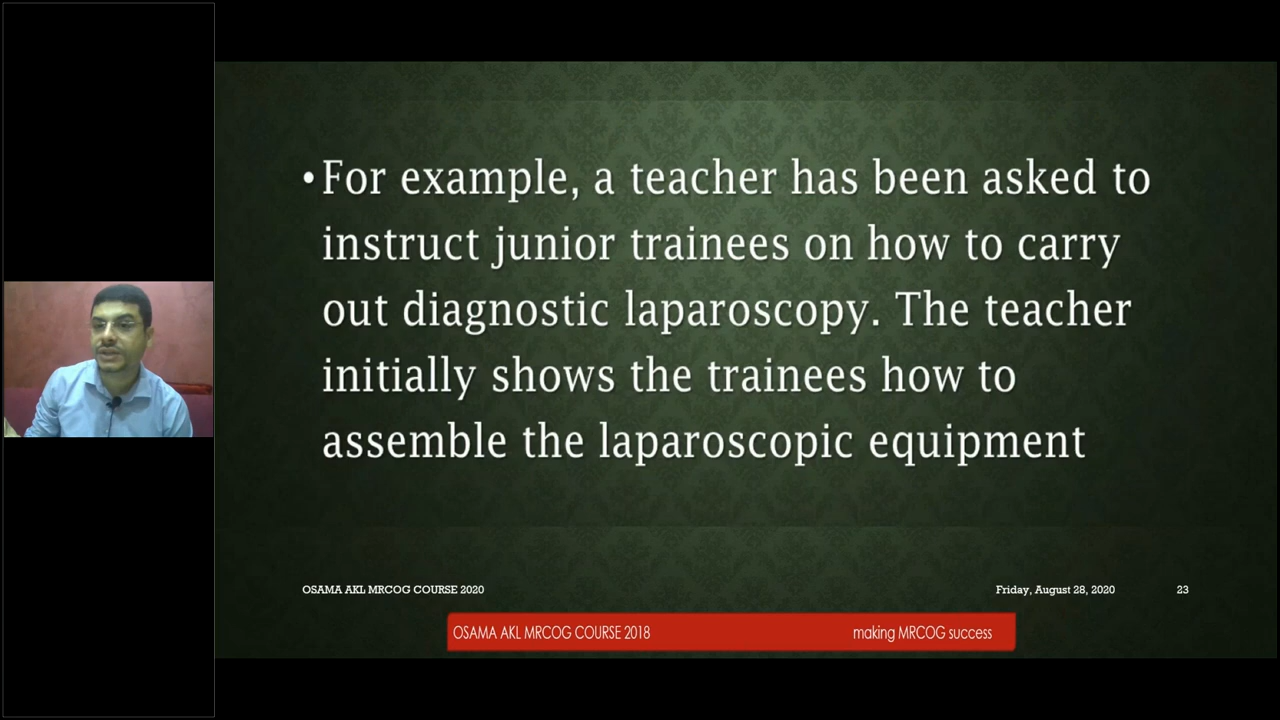 •For example, a teacher has been asked to
instruct junior trainees on how to carry
out diagnostic laparoscopy. The teacher
initially shows the trainees how to
assemble the laparoscopic equipment
OSAMA AKL MRCOG COURSE 2020 Friday, August 28, 2020 23
OSAMA AKL MRCOG COURSE 2018 making MRCOG success